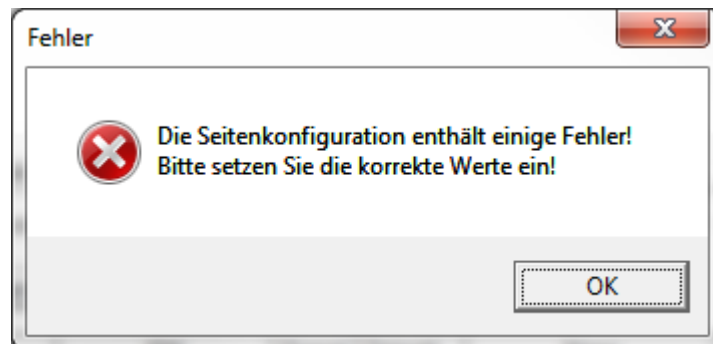 Fehler
Die Seitenkonfiguration enthält einige Fehler!
Bitte setzen Sie die korrekte Werte ein!
OK